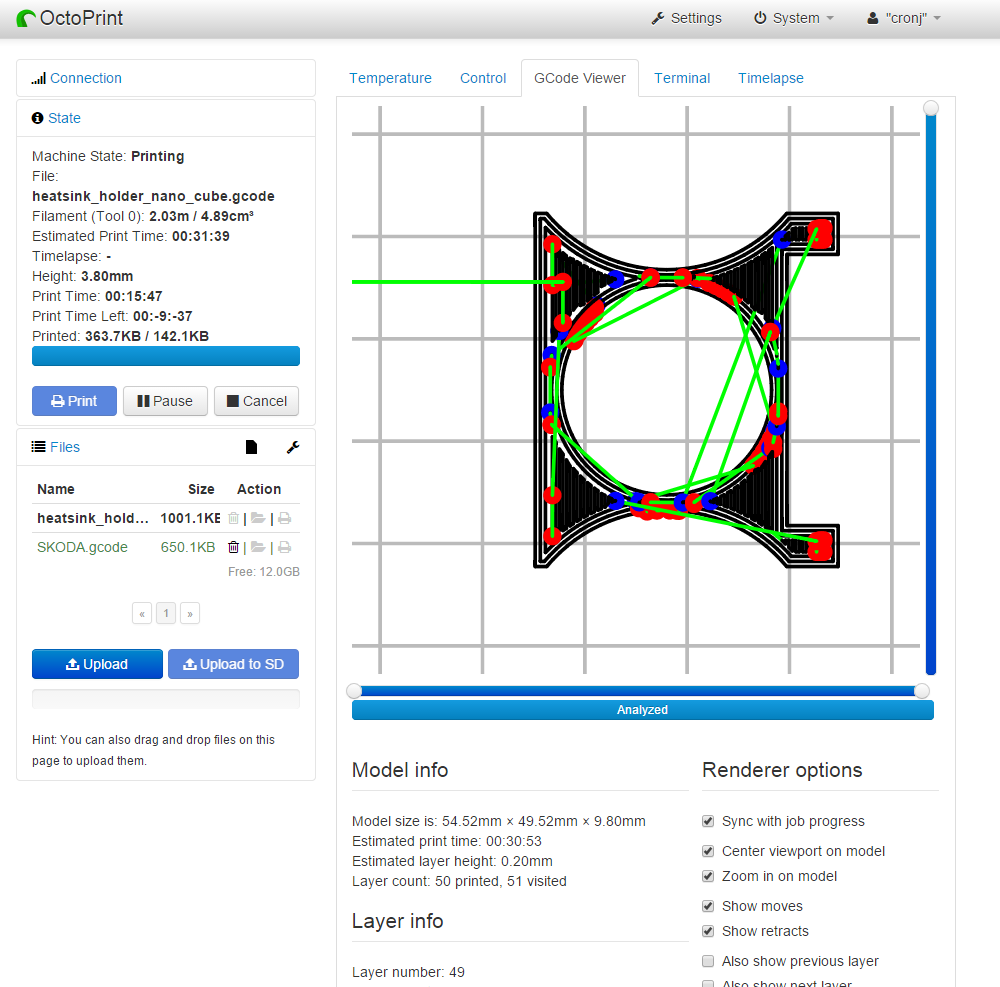 OctoPrint
Settings System "cronj"
Connection
State
Machine State: Printing
File:
heatsink_holder_nano_cube.gcode
Filament (Tool 0): 2.03m / 4.89cm³
Estimated Print Time: 00:31:39
Timelapse: -
Height: 3.80mm
Print Time: 00:15:47
Print Time Left: 00:-9:-37
Printed: 363.7KB / 142.1KB
Print Pause Cancel
Files
Name Size Action
heatsink_hold... 1001.1KB | |
SKODA.gcode 650.1KB | |
Free: 12.0GB
« 1 »
Upload Upload to SD
Hint: You can also drag and drop files on this
page to upload them.
Temperature Control GCode Viewer Terminal Timelapse
Analyzed
Model info
Model size is: 54.52mm × 49.52mm × 9.80mm
Estimated print time: 00:30:53
Estimated layer height: 0.20mm
Layer count: 50 printed, 51 visited
Layer info
Layer number: 49
Renderer options
Sync with job progress
Center viewport on model
Zoom in on model
Show moves
Show retracts
Also show previous layer
Also show next layer